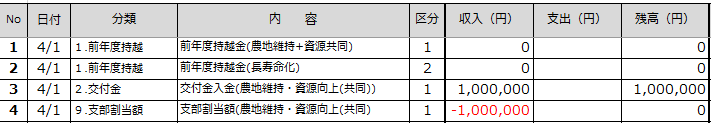 No 日付 分類 内　　容 区分 収入（円） 支出（円） 残高（円）
1 4/1 1.前年度持越 前年度持越金(農地維持+資源共同) 1 0 0
2 4/1 1.前年度持越 前年度持越金(長寿命化) 2 0 0
3 4/1 2.交付金 交付金入金(農地維持・資源向上(共同)) 1 1,000,000 1,000,000
4 4/1 9.支部割当額 支部割当額(農地維持・資源向上(共同) 1 -1,000,000 0